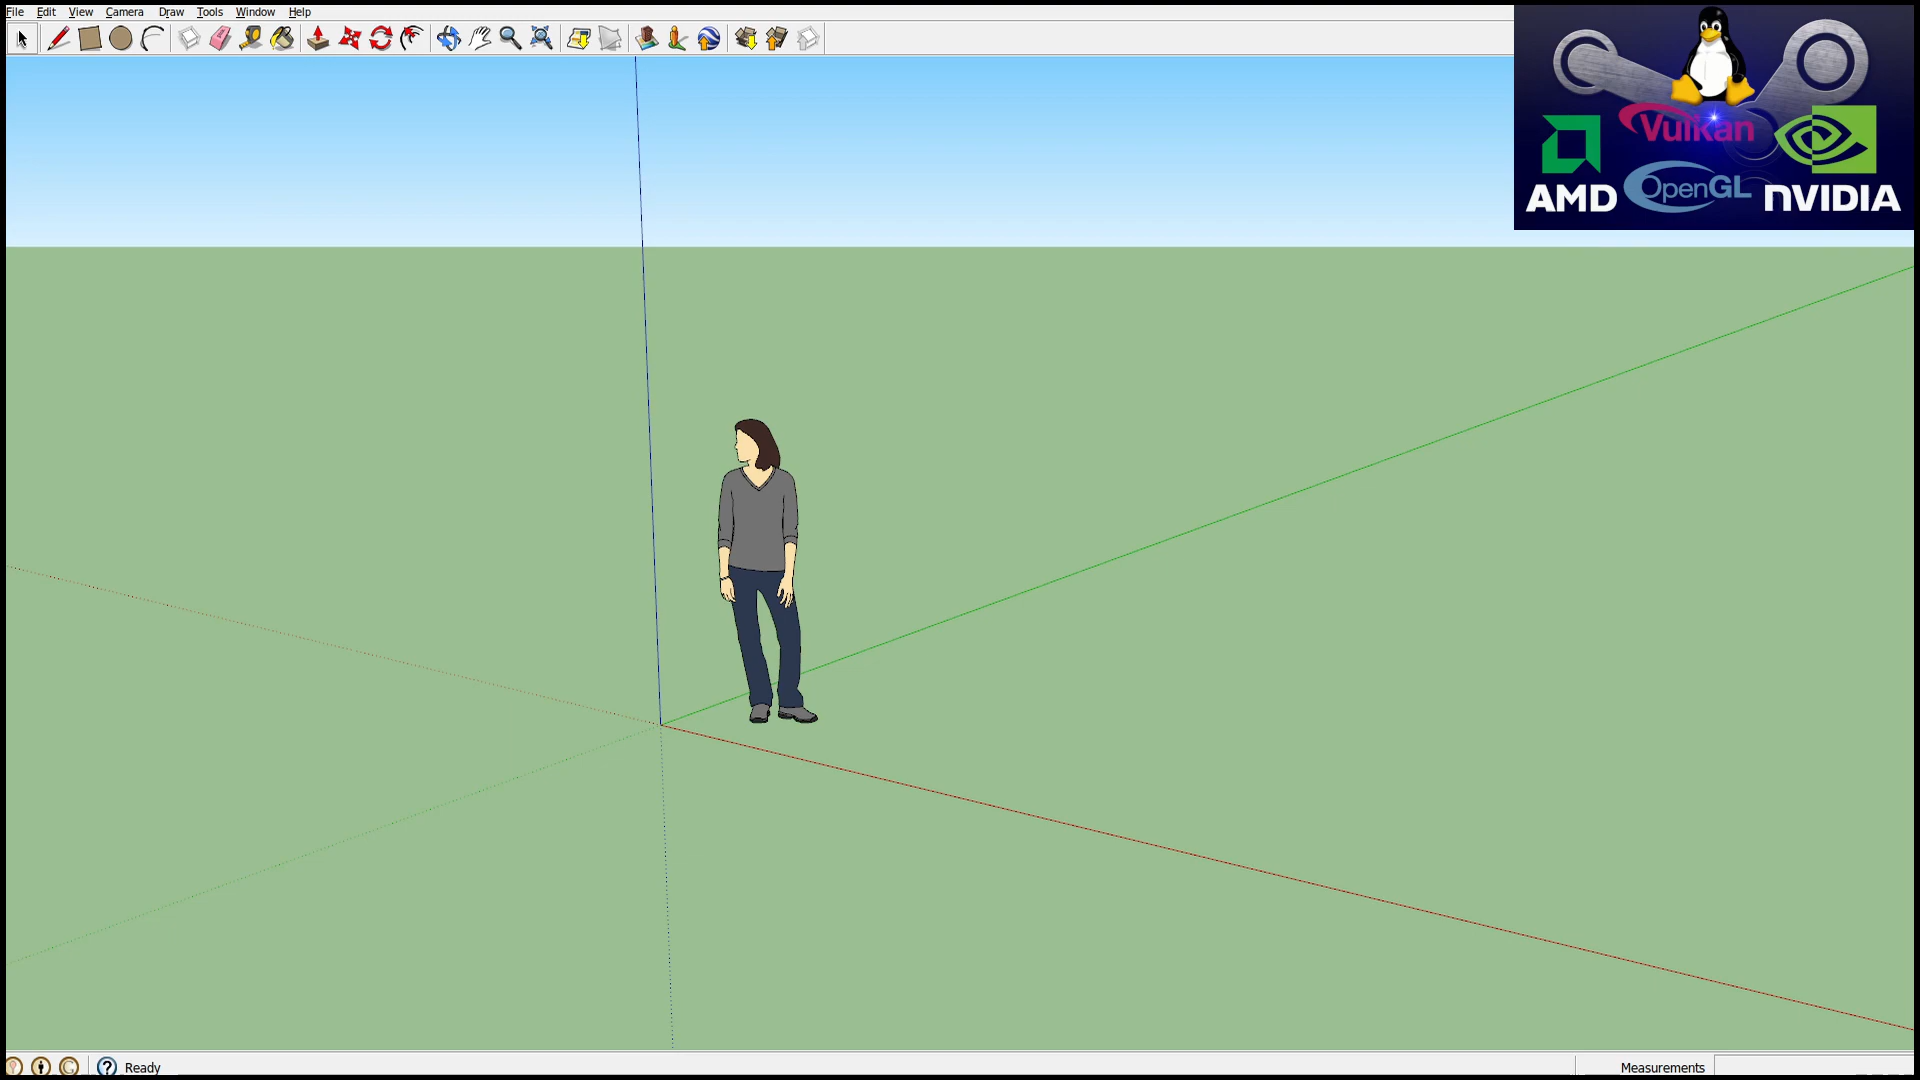 File Edit View Camera Draw Tools Window Help
Vulkan
AMD OpenGL NVIDIA
Ready
Measurements